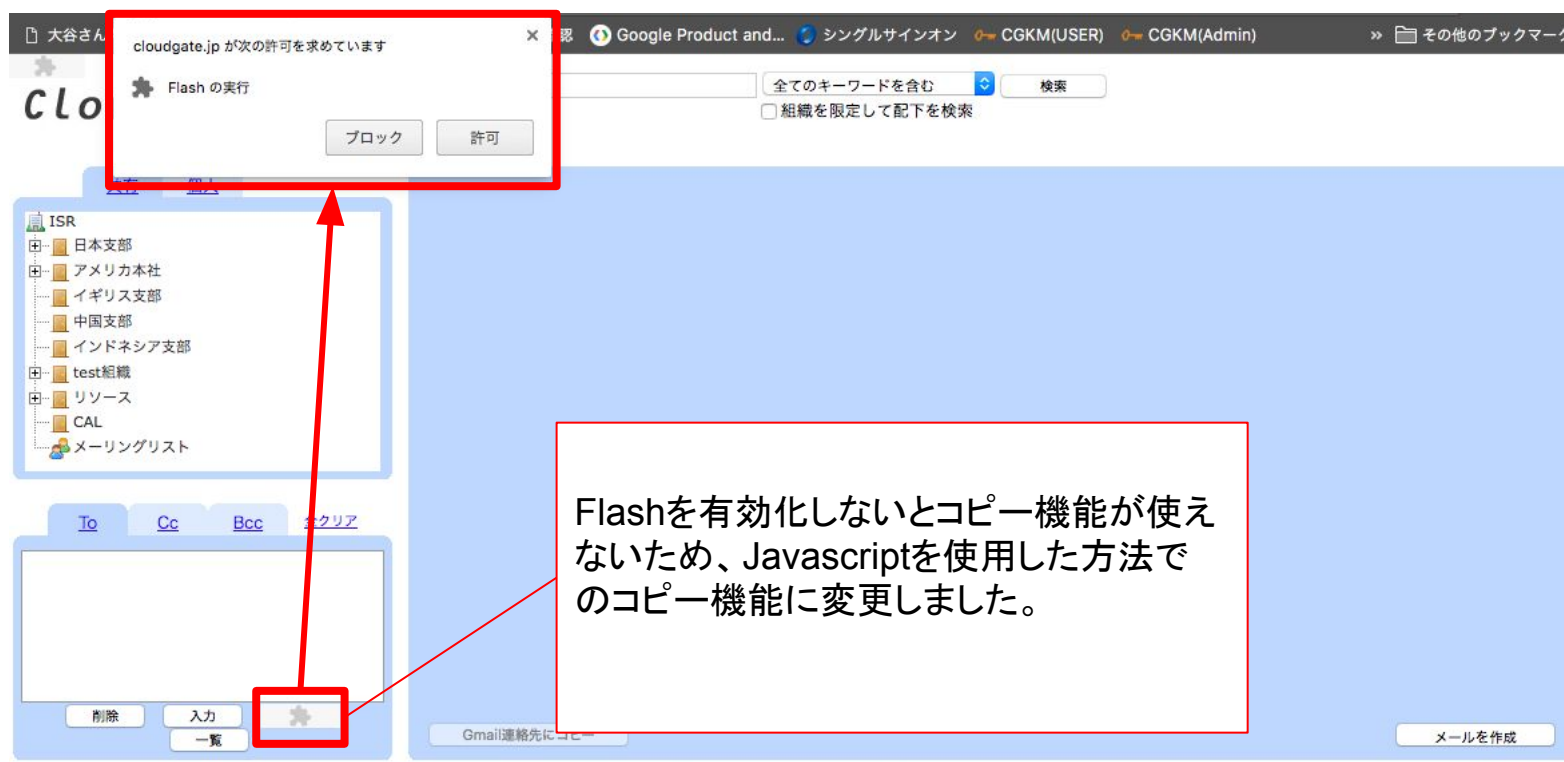 大谷さん
認
Google Product and...
シングルサインオン
CGKM(USER)
CGKM(Admin)
»
その他のブックマーク
cloudgate.jp が次の許可を求めています
×
Flash の実行
ブロック
許可
Clo
全てのキーワードを含む
検索
組織を限定して配下を検索
共有
個人
ISR
日本支部
アメリカ本社
イギリス支部
中国支部
インドネシア支部
test組織
リソース
CAL
メーリングリスト
To
Cc
Bcc
全クリア
Flashを有効化しないとコピー機能が使え
ないため、Javascriptを使用した方法で
のコピー機能に変更しました。
削除
入力
一覧
Gmail連絡先にコピー
メールを作成